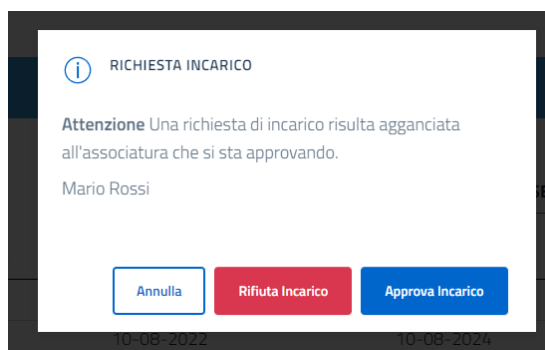 RICHIESTA INCARICO
Attenzione Una richiesta di incarico risulta agganciata
all'associatura che si sta approvando.
SE
Mario Rossi
Annulla
Rifiuta Incarico
Approva Incarico
10-08-2022
10-08-2024